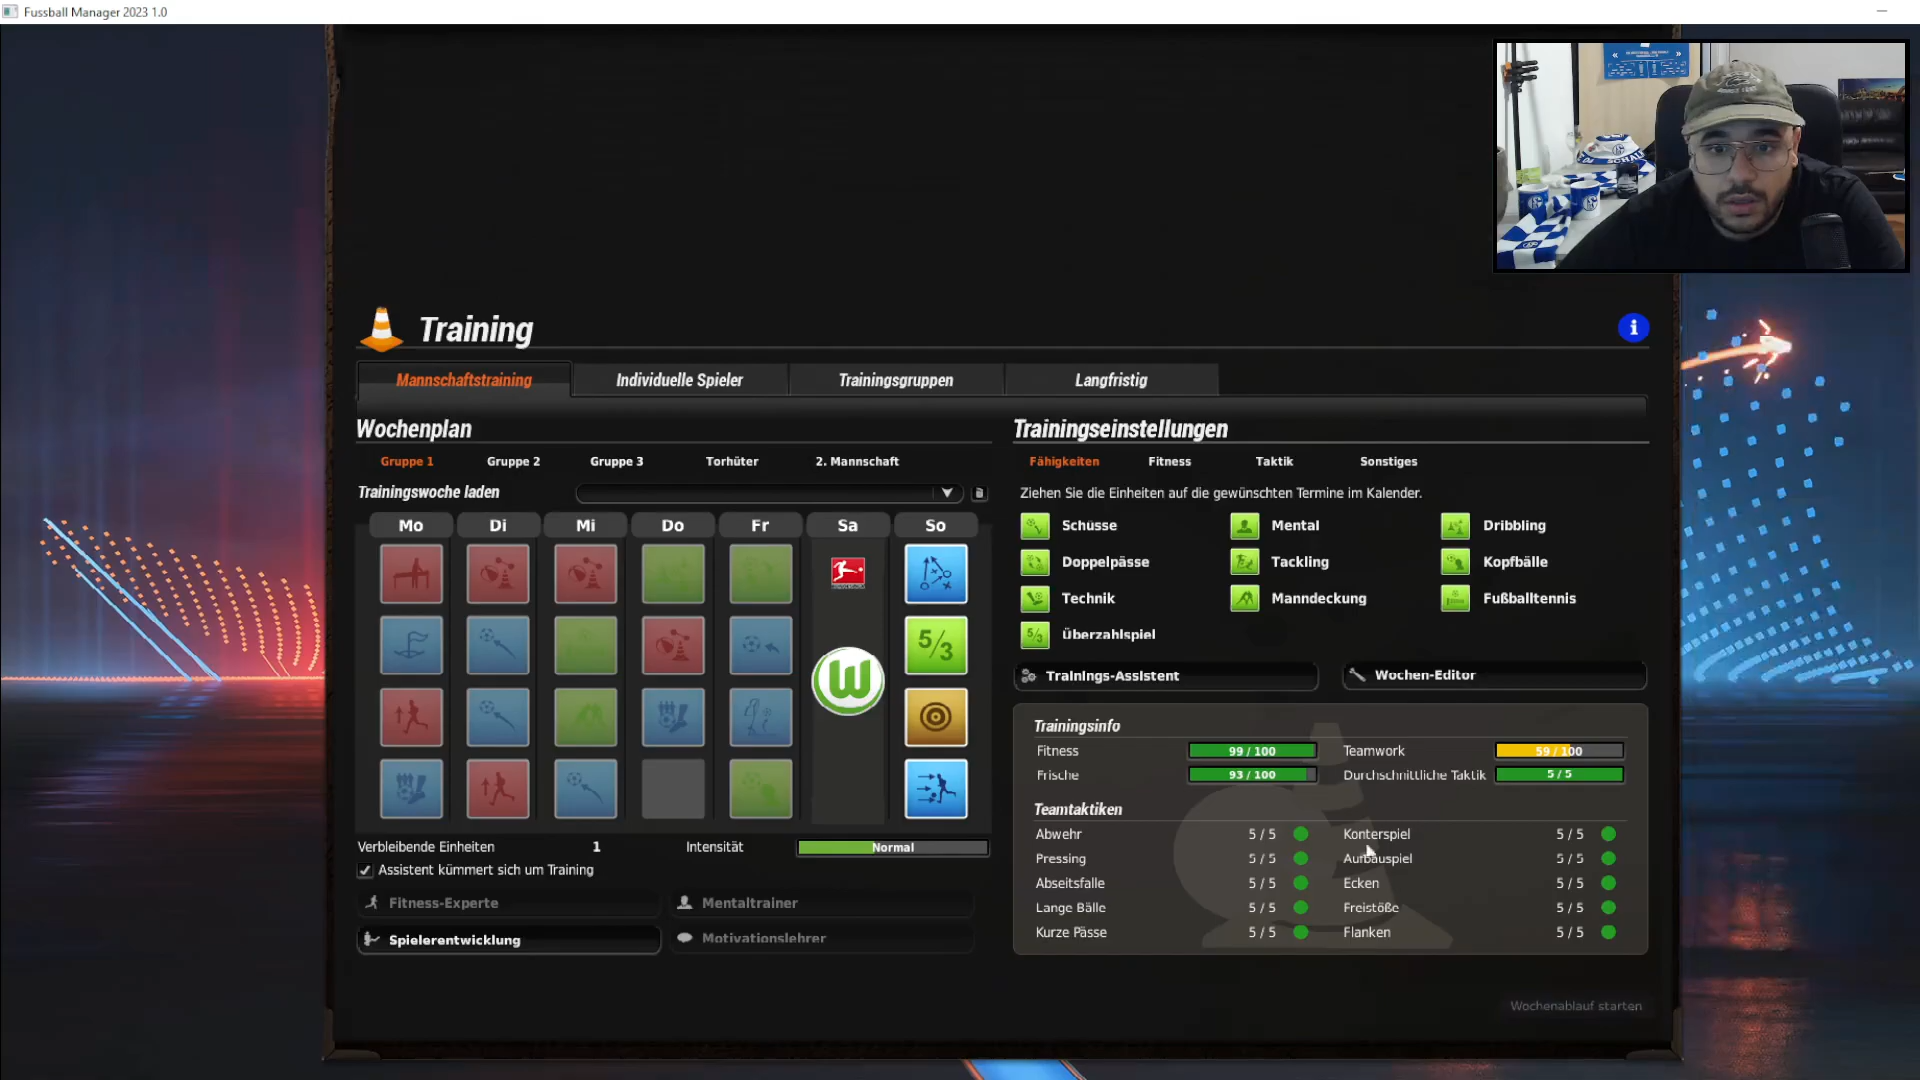 Fussball Manager 2023 1.0
SCHAL
Training
i
Mannschaftstraining
Individuelle Spieler
Trainingsgruppen
Langfristig
Wochenplan
Gruppe 1
Gruppe 2
Gruppe 3
Torhüter
2. Mannschaft
Trainingswoche laden
Mo
Di
Mi
Do
Fr
Sa
So
5/3
W
Verbleibende Einheiten
1
Intensität
Normal
Assistent kümmert sich um Training
Fitness-Experte
Mentaltrainer
Spielerentwicklung
Motivationslehrer
Trainingseinstellungen
Fähigkeiten
Fitness
Taktik
Sonstiges
Ziehen Sie die Einheiten auf die gewünschten Termine im Kalender.
Schüsse
Mental
Dribbling
Doppelpässe
Tackling
Kopfbälle
Technik
Manndeckung
Fußballtennis
5/3 Überzahlspiel
Trainings-Assistent
Wochen-Editor
Trainingsinfo
Fitness
99 / 100
Teamwork
59 / 100
Frische
93 / 100
Durchschnittliche Taktik
5 / 5
Teamtaktiken
Abwehr
5 / 5
Konterspiel
5 / 5
Pressing
5 / 5
Aufbauspiel
5 / 5
Abseitsfalle
5 / 5
Ecken
5 / 5
Lange Bälle
5 / 5
Freistöße
5 / 5
Kurze Pässe
5 / 5
Flanken
5 / 5
Wochenablauf starten